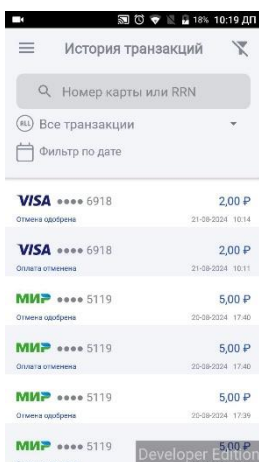 18% 10:19 ДП
История транзакций
Номер карты или RRN
ALL Все транзакции
Фильтр по дате
VISA •••• 6918 2,00 ₽
Отмена одобрена 21-08-2024 10:14
VISA •••• 6918 2,00 ₽
Оплата отменена 21-08-2024 10:11
МИР •••• 5119 5,00 ₽
Отмена одобрена 20-08-2024 17:40
МИР •••• 5119 5,00 ₽
Оплата отменена 20-08-2024 17:40
МИР •••• 5119 5,00 ₽
Отмена одобрена 20-08-2024 17:39
МИР •••• 5119 5,00 ₽
Developer Edition